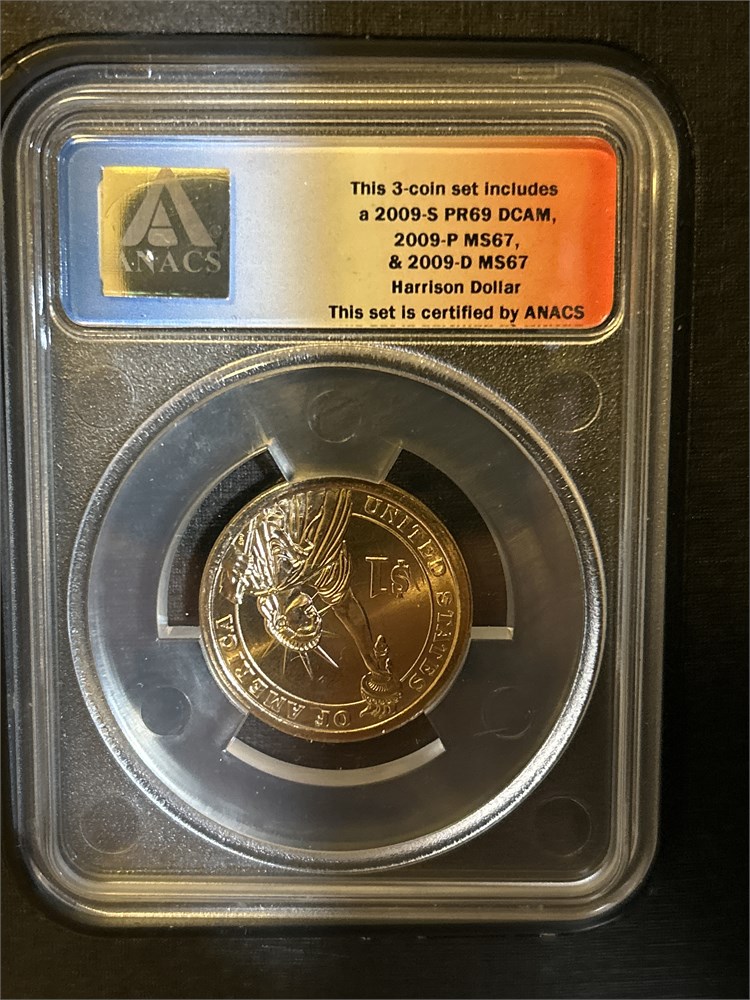 ANACS
This 3-coin set includes
a 2009-S PR69 DCAM,
2009-P MS67,
& 2009-D MS67
Harrison Dollar
This set is certified by ANACS
UNITED STATES OF AMERICA
$1